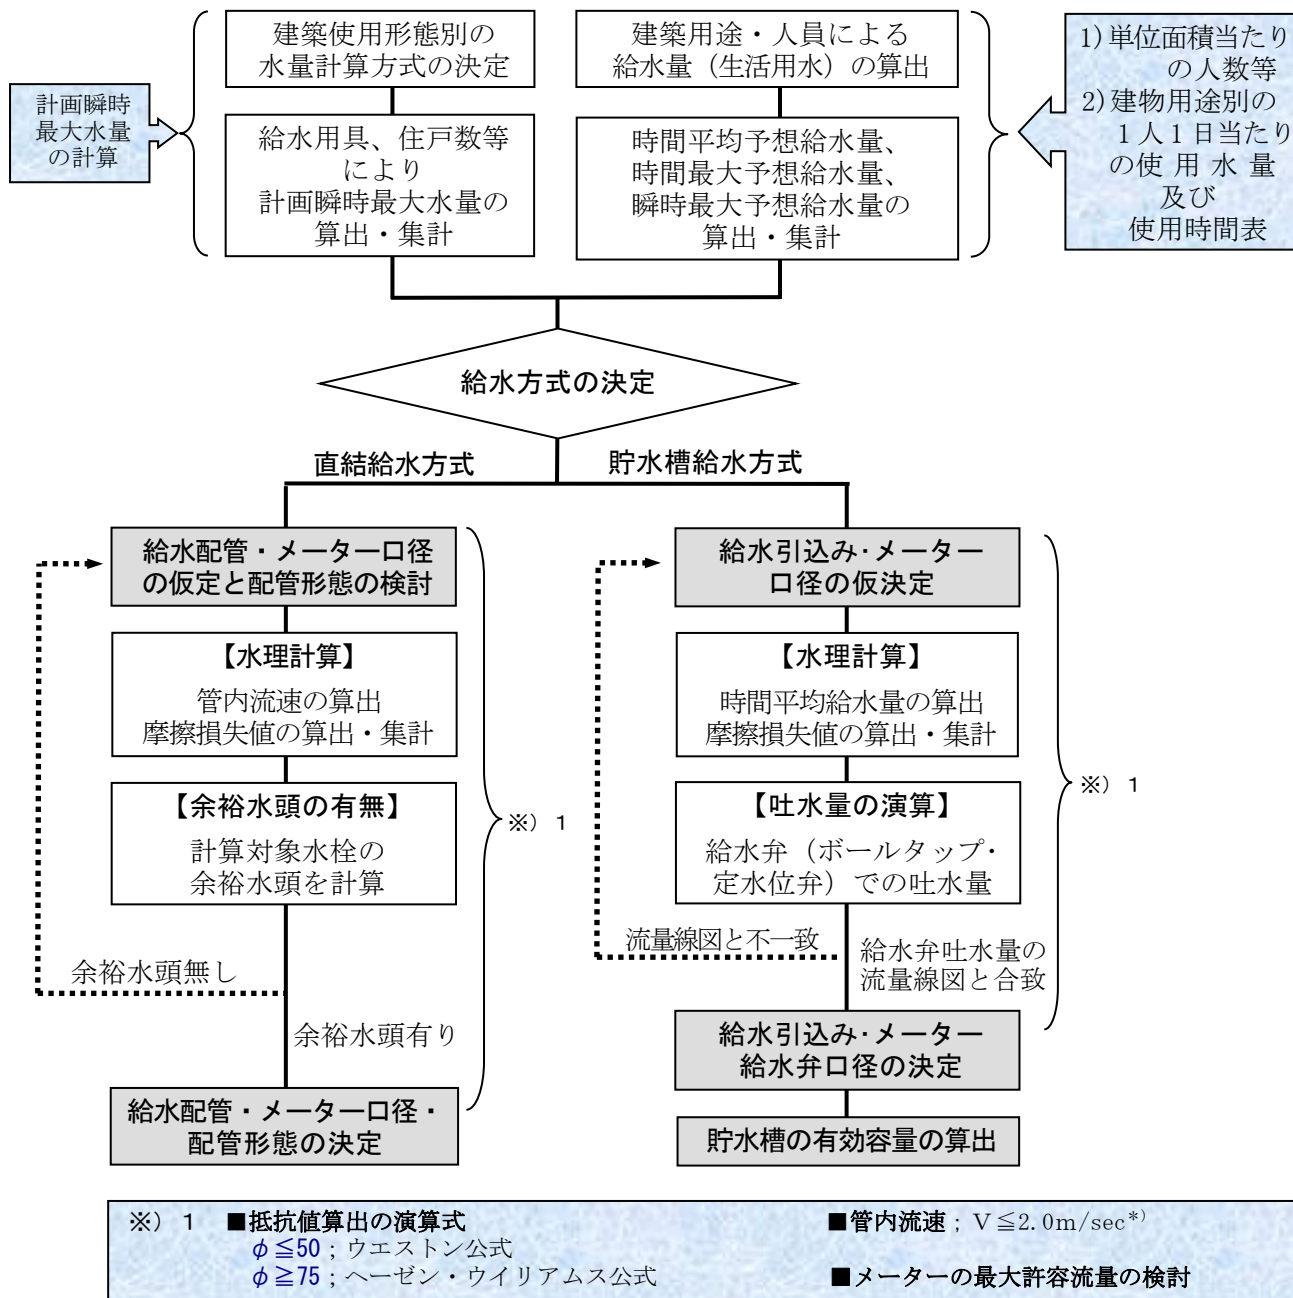 建築使用形態別の
水量計算方式の決定
建築用途・人員による
給水量（生活用水）の算出
1)単位面積当たり
の人数等
2)建物用途別の
1人1日当たり
の使用水量
及び
使用時間表
計画瞬時
最大水量
の計算
給水用具、住戸数等
により
計画瞬時最大水量の
算出・集計
時間平均予想給水量、
時間最大予想給水量、
瞬時最大予想給水量の
算出・集計
給水方式の決定
直結給水方式
貯水槽給水方式
給水配管・メーター口径
の仮定と配管形態の検討
【水理計算】
管内流速の算出
摩擦損失値の算出・集計
【余裕水頭の有無】
計算対象水栓の
余裕水頭を計算
※）1
余裕水頭無し
余裕水頭有り
給水配管・メーター口径・
配管形態の決定
給水引込み･メーター
口径の仮決定
【水理計算】
時間平均給水量の算出
摩擦損失値の算出・集計
【吐水量の演算】
給水弁（ボールタップ・
定水位弁）での吐水量
※）1
流量線図と不一致
給水弁吐水量の
流量線図と合致
給水引込み･メーター
給水弁口径の決定
貯水槽の有効容量の算出
※）1 ■抵抗値算出の演算式
φ≦50；ウエストン公式
φ≧75；ヘーゼン・ウイリアムス公式
■管内流速；V≦2.0m/sec*)
■メーターの最大許容流量の検討